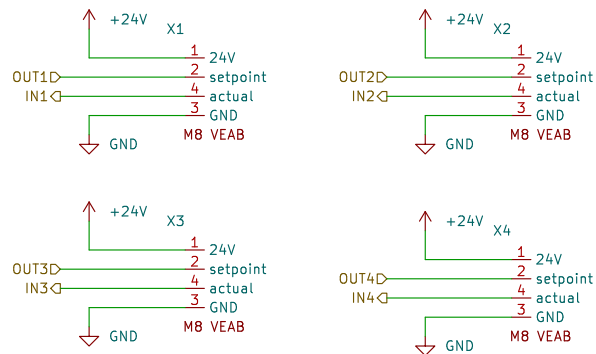 +24V
X1
1 24V
OUT1 2 setpoint
IN1 4 actual
3 GND
M8 VEAB
GND
+24V
X2
1 24V
OUT2 2 setpoint
IN2 4 actual
3 GND
M8 VEAB
GND
+24V
X3
1 24V
OUT3 2 setpoint
IN3 4 actual
3 GND
M8 VEAB
GND
+24V
X4
1 24V
OUT4 2 setpoint
IN4 4 actual
3 GND
M8 VEAB
GND